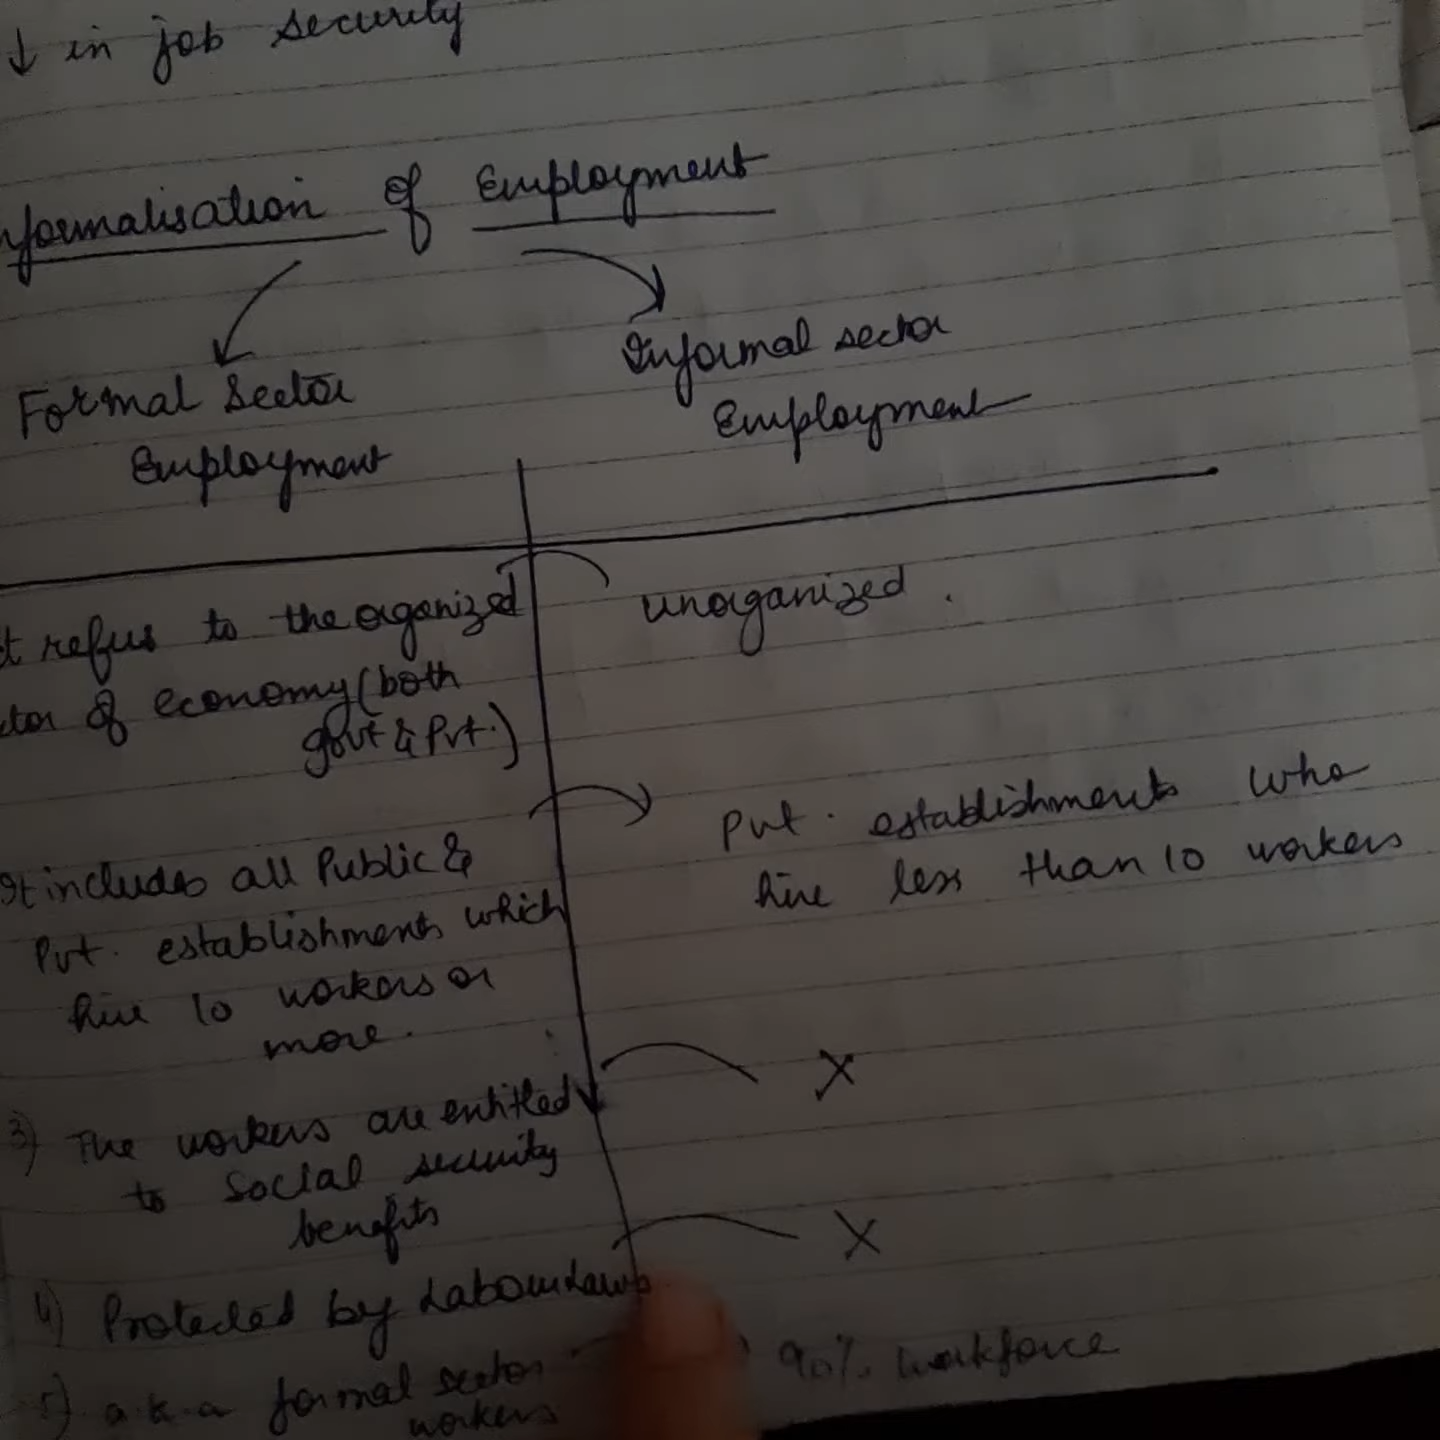 ↓ in job security
nformalisation of Employment
Formal Sector
Employment
Informal sector
Employment
It refers to the organized
ctor of economy (both
govt & Pvt.)
unorganized.
It includes all Public &
Pvt. establishments which
hire 10 workers or
more.
Pvt. establishments who
hire less than 10 workers
3) The workers are entitled
to social security
benefits
X
4) Protected by Labour Laws
X
5) a.k.a formal sector
workers
90% workforce